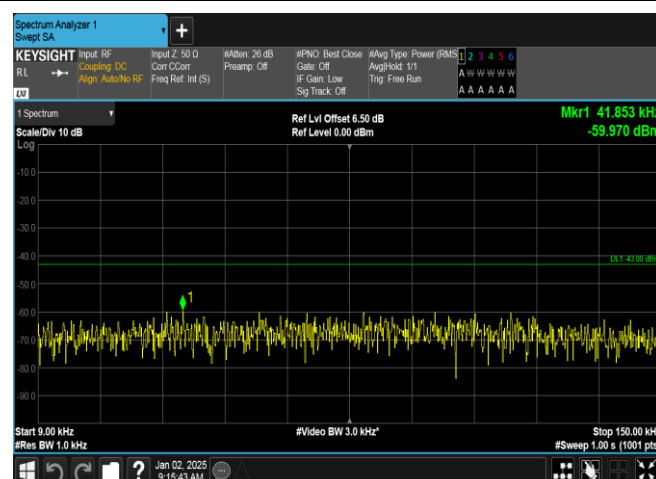 Spectrum Analyzer 1
Swept SA
+
KEYSIGHT
RL
LXI
Input: RF
Coupling: DC
Align: Auto/No RF
Input Z: 50 Ω
Corr CCorr
Freq Ref: Int (S)
#Atten: 26 dB
Preamp: Off
#PNO: Best Close
Gate: Off
IF Gain: Low
Sig Track: Off
#Avg Type: Power (RMS
Avg|Hold: 1/1
Trig: Free Run
1 2 3 4 5 6
A W W W W W
A A A A A A
1 Spectrum
Scale/Div 10 dB
Ref Lvl Offset 6.50 dB
Ref Level 0.00 dBm
Mkr1 41.853 kHz
-59.970 dBm
Log
-10.0
-20.0
-30.0
-40.0
DL1 -43.00 dBm
-50.0
1
-60.0
-70.0
-80.0
-90.0
Start 9.00 kHz
#Video BW 3.0 kHz*
Stop 150.00 kHz
#Res BW 1.0 kHz
#Sweep 1.00 s (1001 pts
?
Jan 02, 2025
9:15:43 AM